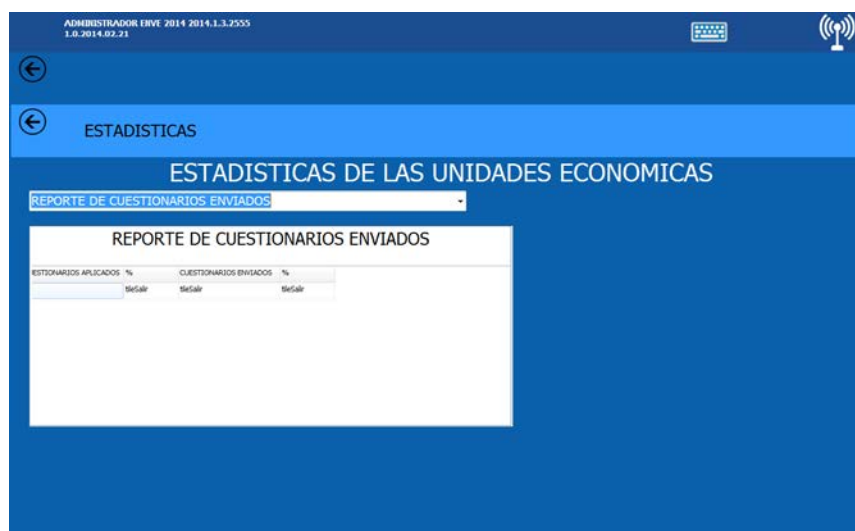 ADMINISTRADOR ENVE 2014 2014.1.3.2555
1.0.2014.02.21
ESTADISTICAS
ESTADISTICAS DE LAS UNIDADES ECONOMICAS
REPORTE DE CUESTIONARIOS ENVIADOS
REPORTE DE CUESTIONARIOS ENVIADOS
ESTIONARIOS APLICADOS % CUESTIONARIOS ENVIADOS %
tleSalir tleSalir tleSalir